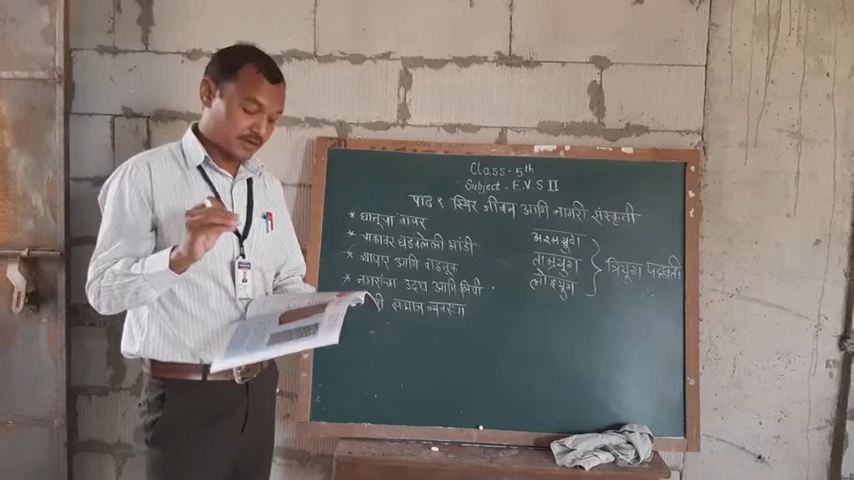 Class - 5th
Subject - E.V.S II
पाठ ९ स्थिर जीवन आणि नागरी संस्कृती
* धातूचा वापर
* चाकावर घडवलेली भांडी
* व्यापार आणि वाहतूक
* नगरांचा उदय आणि लिपी
समाज व्यवस्था
अश्मयुग
ताम्रयुग
लोहयुग
त्रियुग पद्धती